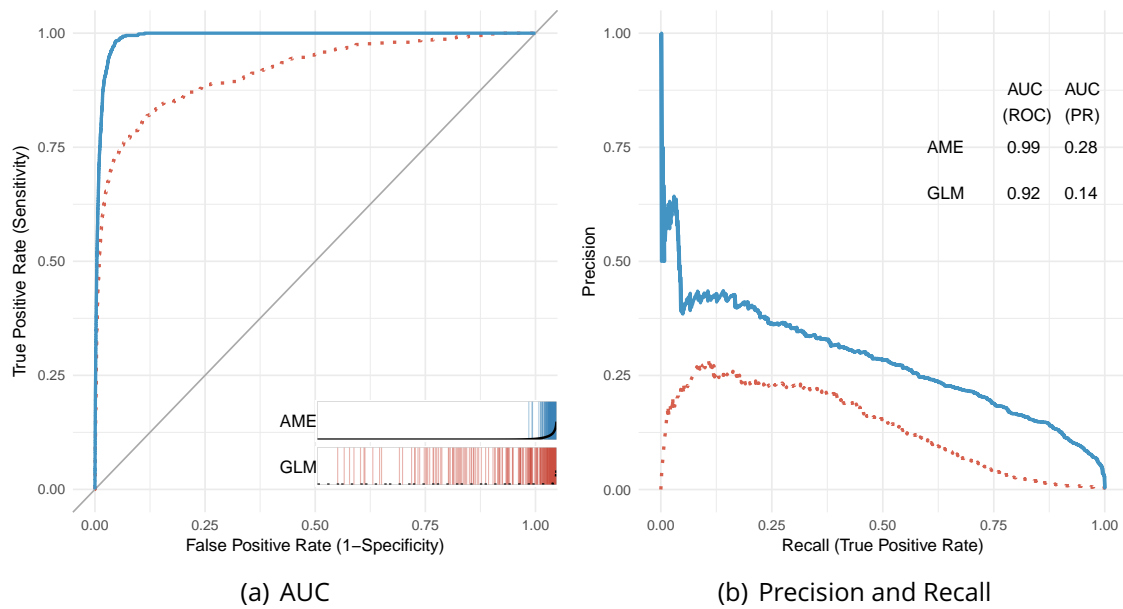 1.00
0.75
0.50
0.25
0.00
True Positive Rate (Sensitivity)
AME
GLM
0.00 0.25 0.50 0.75 1.00
False Positive Rate (1−Specificity)
(a) AUC
1.00
0.75
0.50
0.25
0.00
Precision
AUC AUC
(ROC) (PR)
AME 0.99 0.28
GLM 0.92 0.14
0.00 0.25 0.50 0.75 1.00
Recall (True Positive Rate)
(b) Precision and Recall